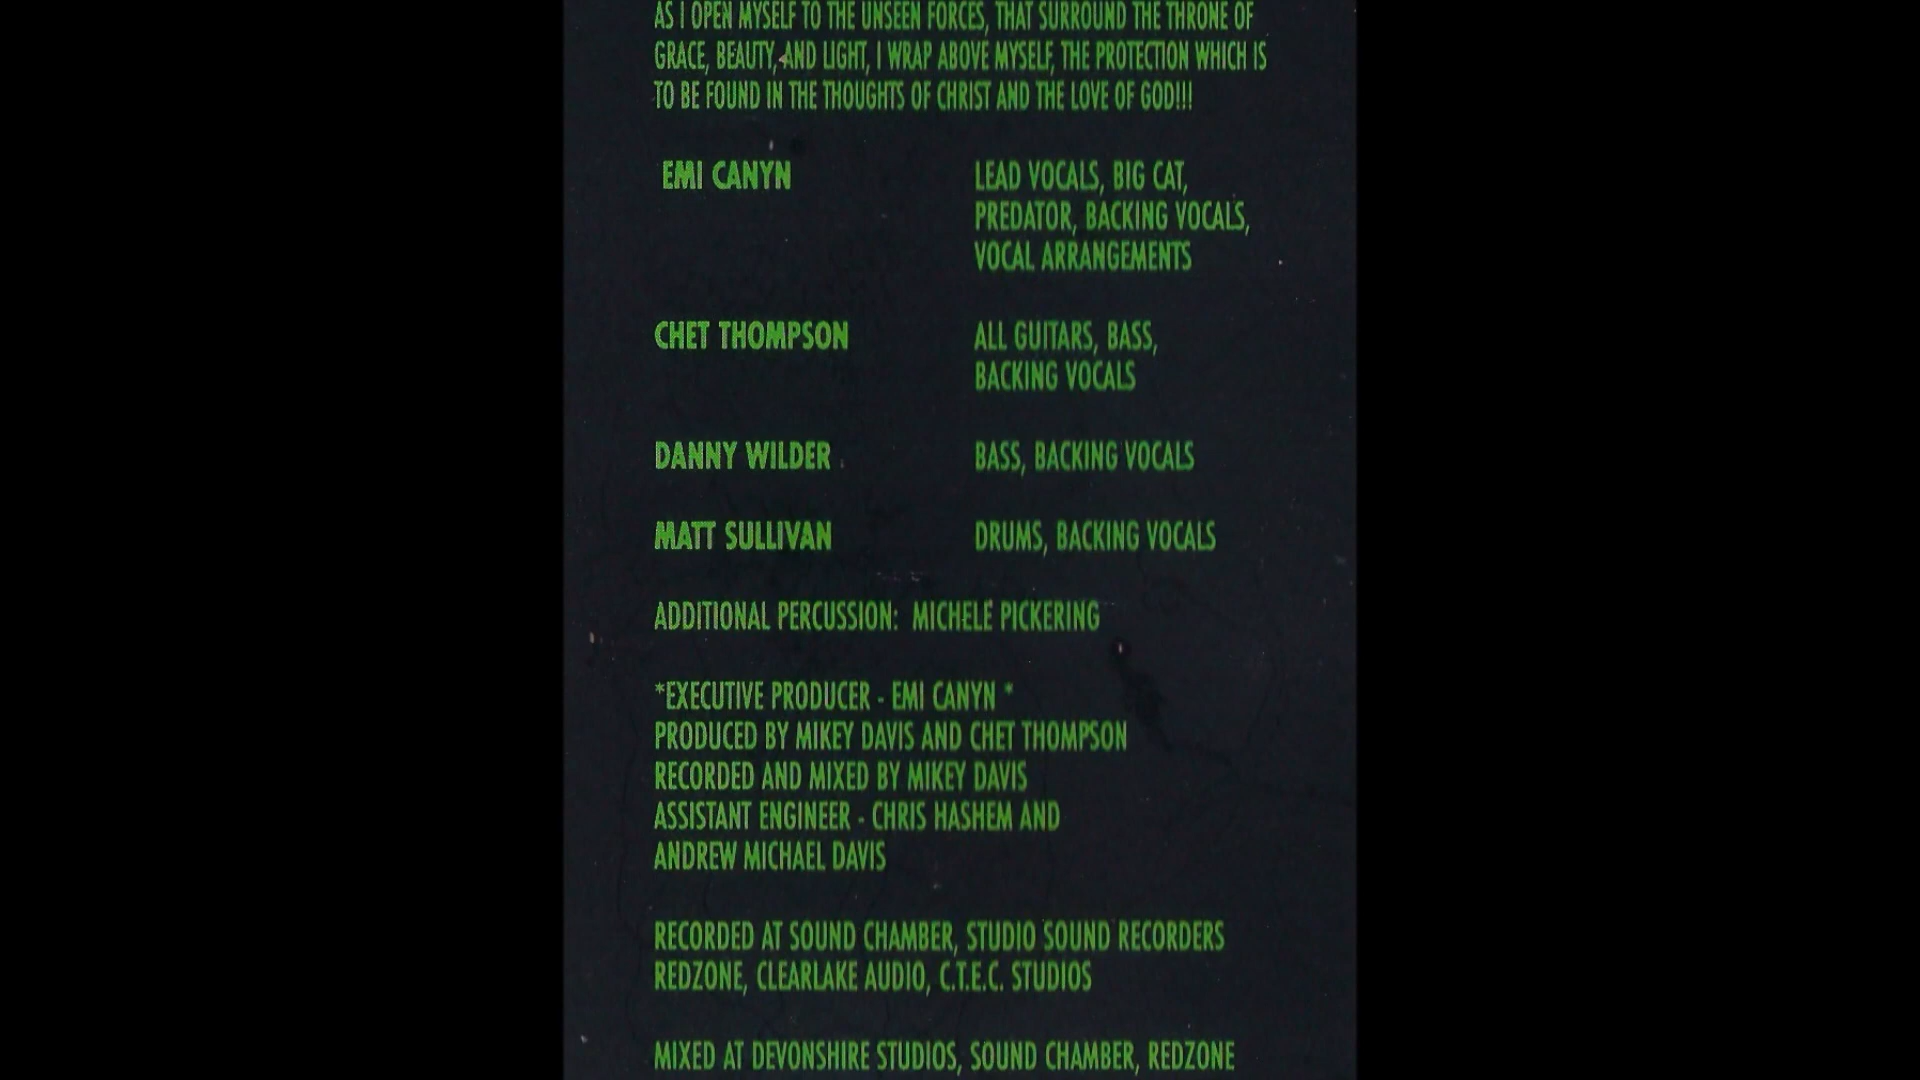 AS I OPEN MYSELF TO THE UNSEEN FORCES, THAT SURROUND THE THRONE OF
GRACE, BEAUTY, AND LIGHT, I WRAP ABOVE MYSELF, THE PROTECTION WHICH IS
TO BE FOUND IN THE THOUGHTS OF CHRIST AND THE LOVE OF GOD!!!
EMI CANYN LEAD VOCALS, BIG CAT,
PREDATOR, BACKING VOCALS,
VOCAL ARRANGEMENTS
CHET THOMPSON ALL GUITARS, BASS,
BACKING VOCALS
DANNY WILDER BASS, BACKING VOCALS
MATT SULLIVAN DRUMS, BACKING VOCALS
ADDITIONAL PERCUSSION: MICHELE PICKERING
*EXECUTIVE PRODUCER - EMI CANYN *
PRODUCED BY MIKEY DAVIS AND CHET THOMPSON
RECORDED AND MIXED BY MIKEY DAVIS
ASSISTANT ENGINEER - CHRIS HASHEM AND
ANDREW MICHAEL DAVIS
RECORDED AT SOUND CHAMBER, STUDIO SOUND RECORDERS
REDZONE, CLEARLAKE AUDIO, C.T.E.C. STUDIOS
MIXED AT DEVONSHIRE STUDIOS, SOUND CHAMBER, REDZONE